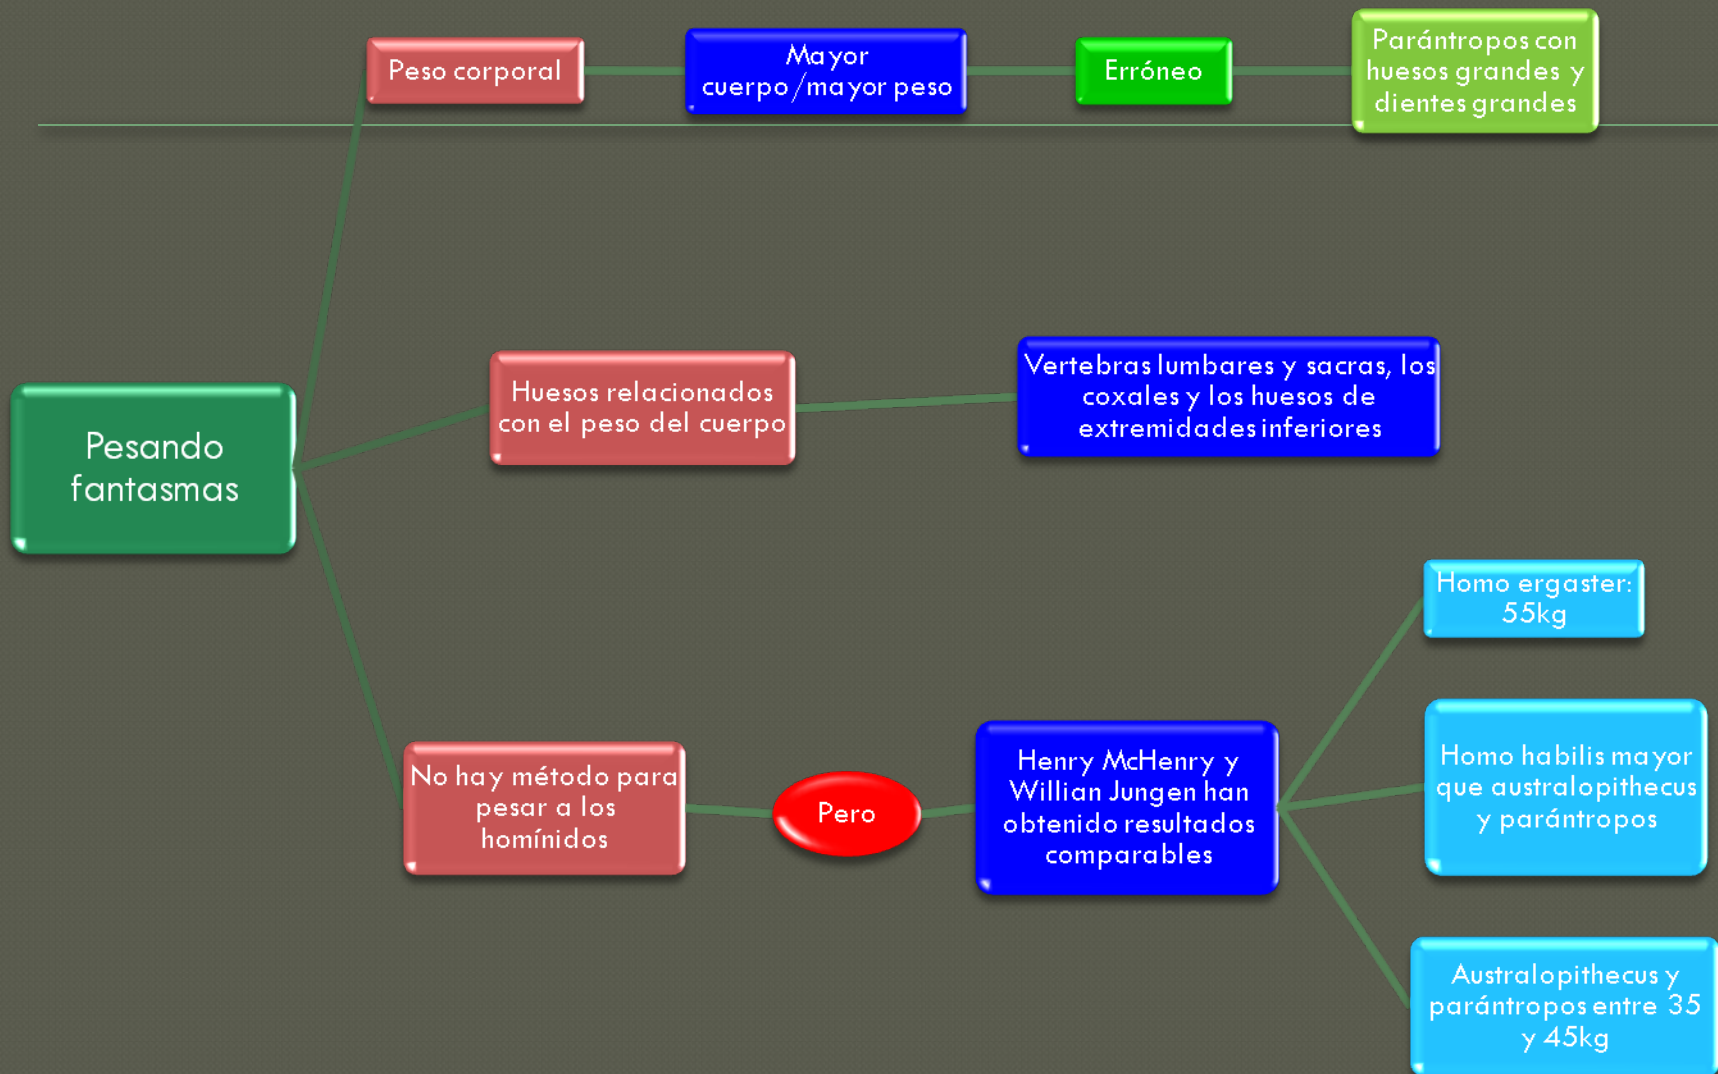 Peso corporal
Mayor
cuerpo/mayor peso
Erróneo
Parántropos con
huesos grandes y
dientes grandes
Pesando
fantasmas
Huesos relacionados
con el peso del cuerpo
Vertebras lumbares y sacras, los
coxales y los huesos de
extremidades inferiores
No hay método para
pesar a los
homínidos
Pero
Henry McHenry y
Willian Jungen han
obtenido resultados
comparables
Homo ergaster:
55kg
Homo habilis mayor
que australopithecus
y parántropos
Australopithecus y
parántropos entre 35
y 45kg